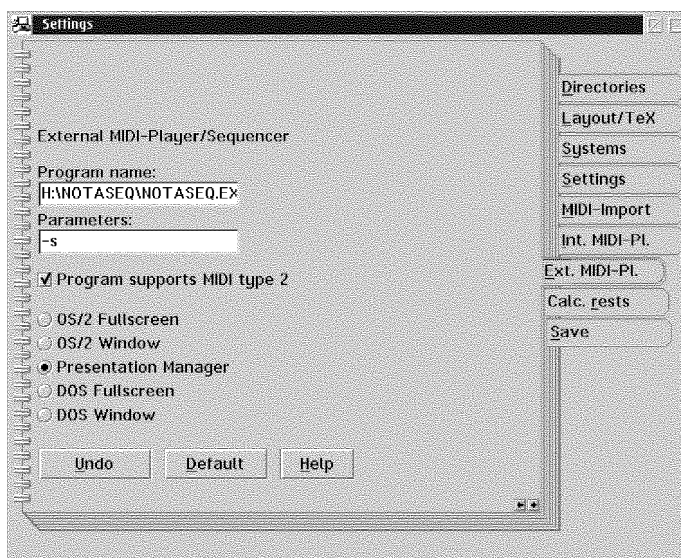 Settings
External MIDI-Player/Sequencer
Program name:
H:\NOTASEQ\NOTASEQ.EX
Parameters:
-s
Program supports MIDI type 2
OS/2 Fullscreen
OS/2 Window
Presentation Manager
DOS Fullscreen
DOS Window
Undo Default Help
Directories
Layout/TeX
Systems
Settings
MIDI-Import
Int. MIDI-Pl.
Ext. MIDI-Pl.
Calc. rests
Save